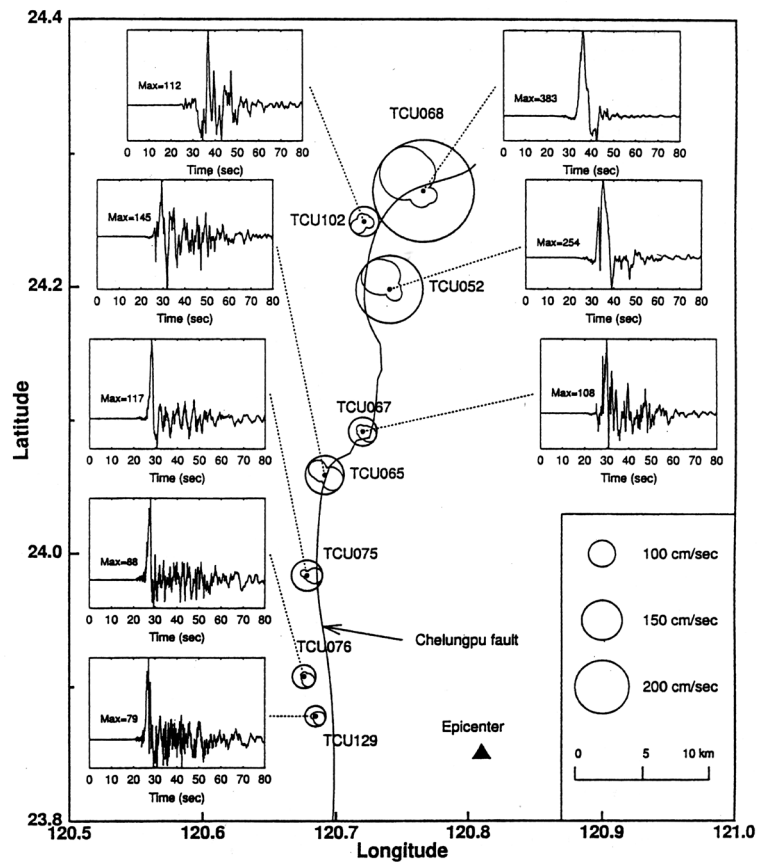 24.4
24.2
24.0
23.8
Latitude
120.5
120.6
120.7
120.8
120.9
121.0
Longitude
Max=112
0 10 20 30 40 50 60 70 80
Time (sec)
Max=383
0 10 20 30 40 50 60 70 80
Time (sec)
TCU068
Max=145
0 10 20 30 40 50 60 70 80
Time (sec)
TCU102
Max=254
0 10 20 30 40 50 60 70 80
Time (sec)
TCU052
Max=117
0 10 20 30 40 50 60 70 80
Time (sec)
TCU067
Max=108
0 10 20 30 40 50 60 70 80
Time (sec)
TCU065
Max=88
0 10 20 30 40 50 60 70 80
Time (sec)
TCU075
Chelungpu fault
TCU076
Max=79
0 10 20 30 40 50 60 70 80
Time (sec)
TCU129
Epicenter
100 cm/sec
150 cm/sec
200 cm/sec
0 5 10 km